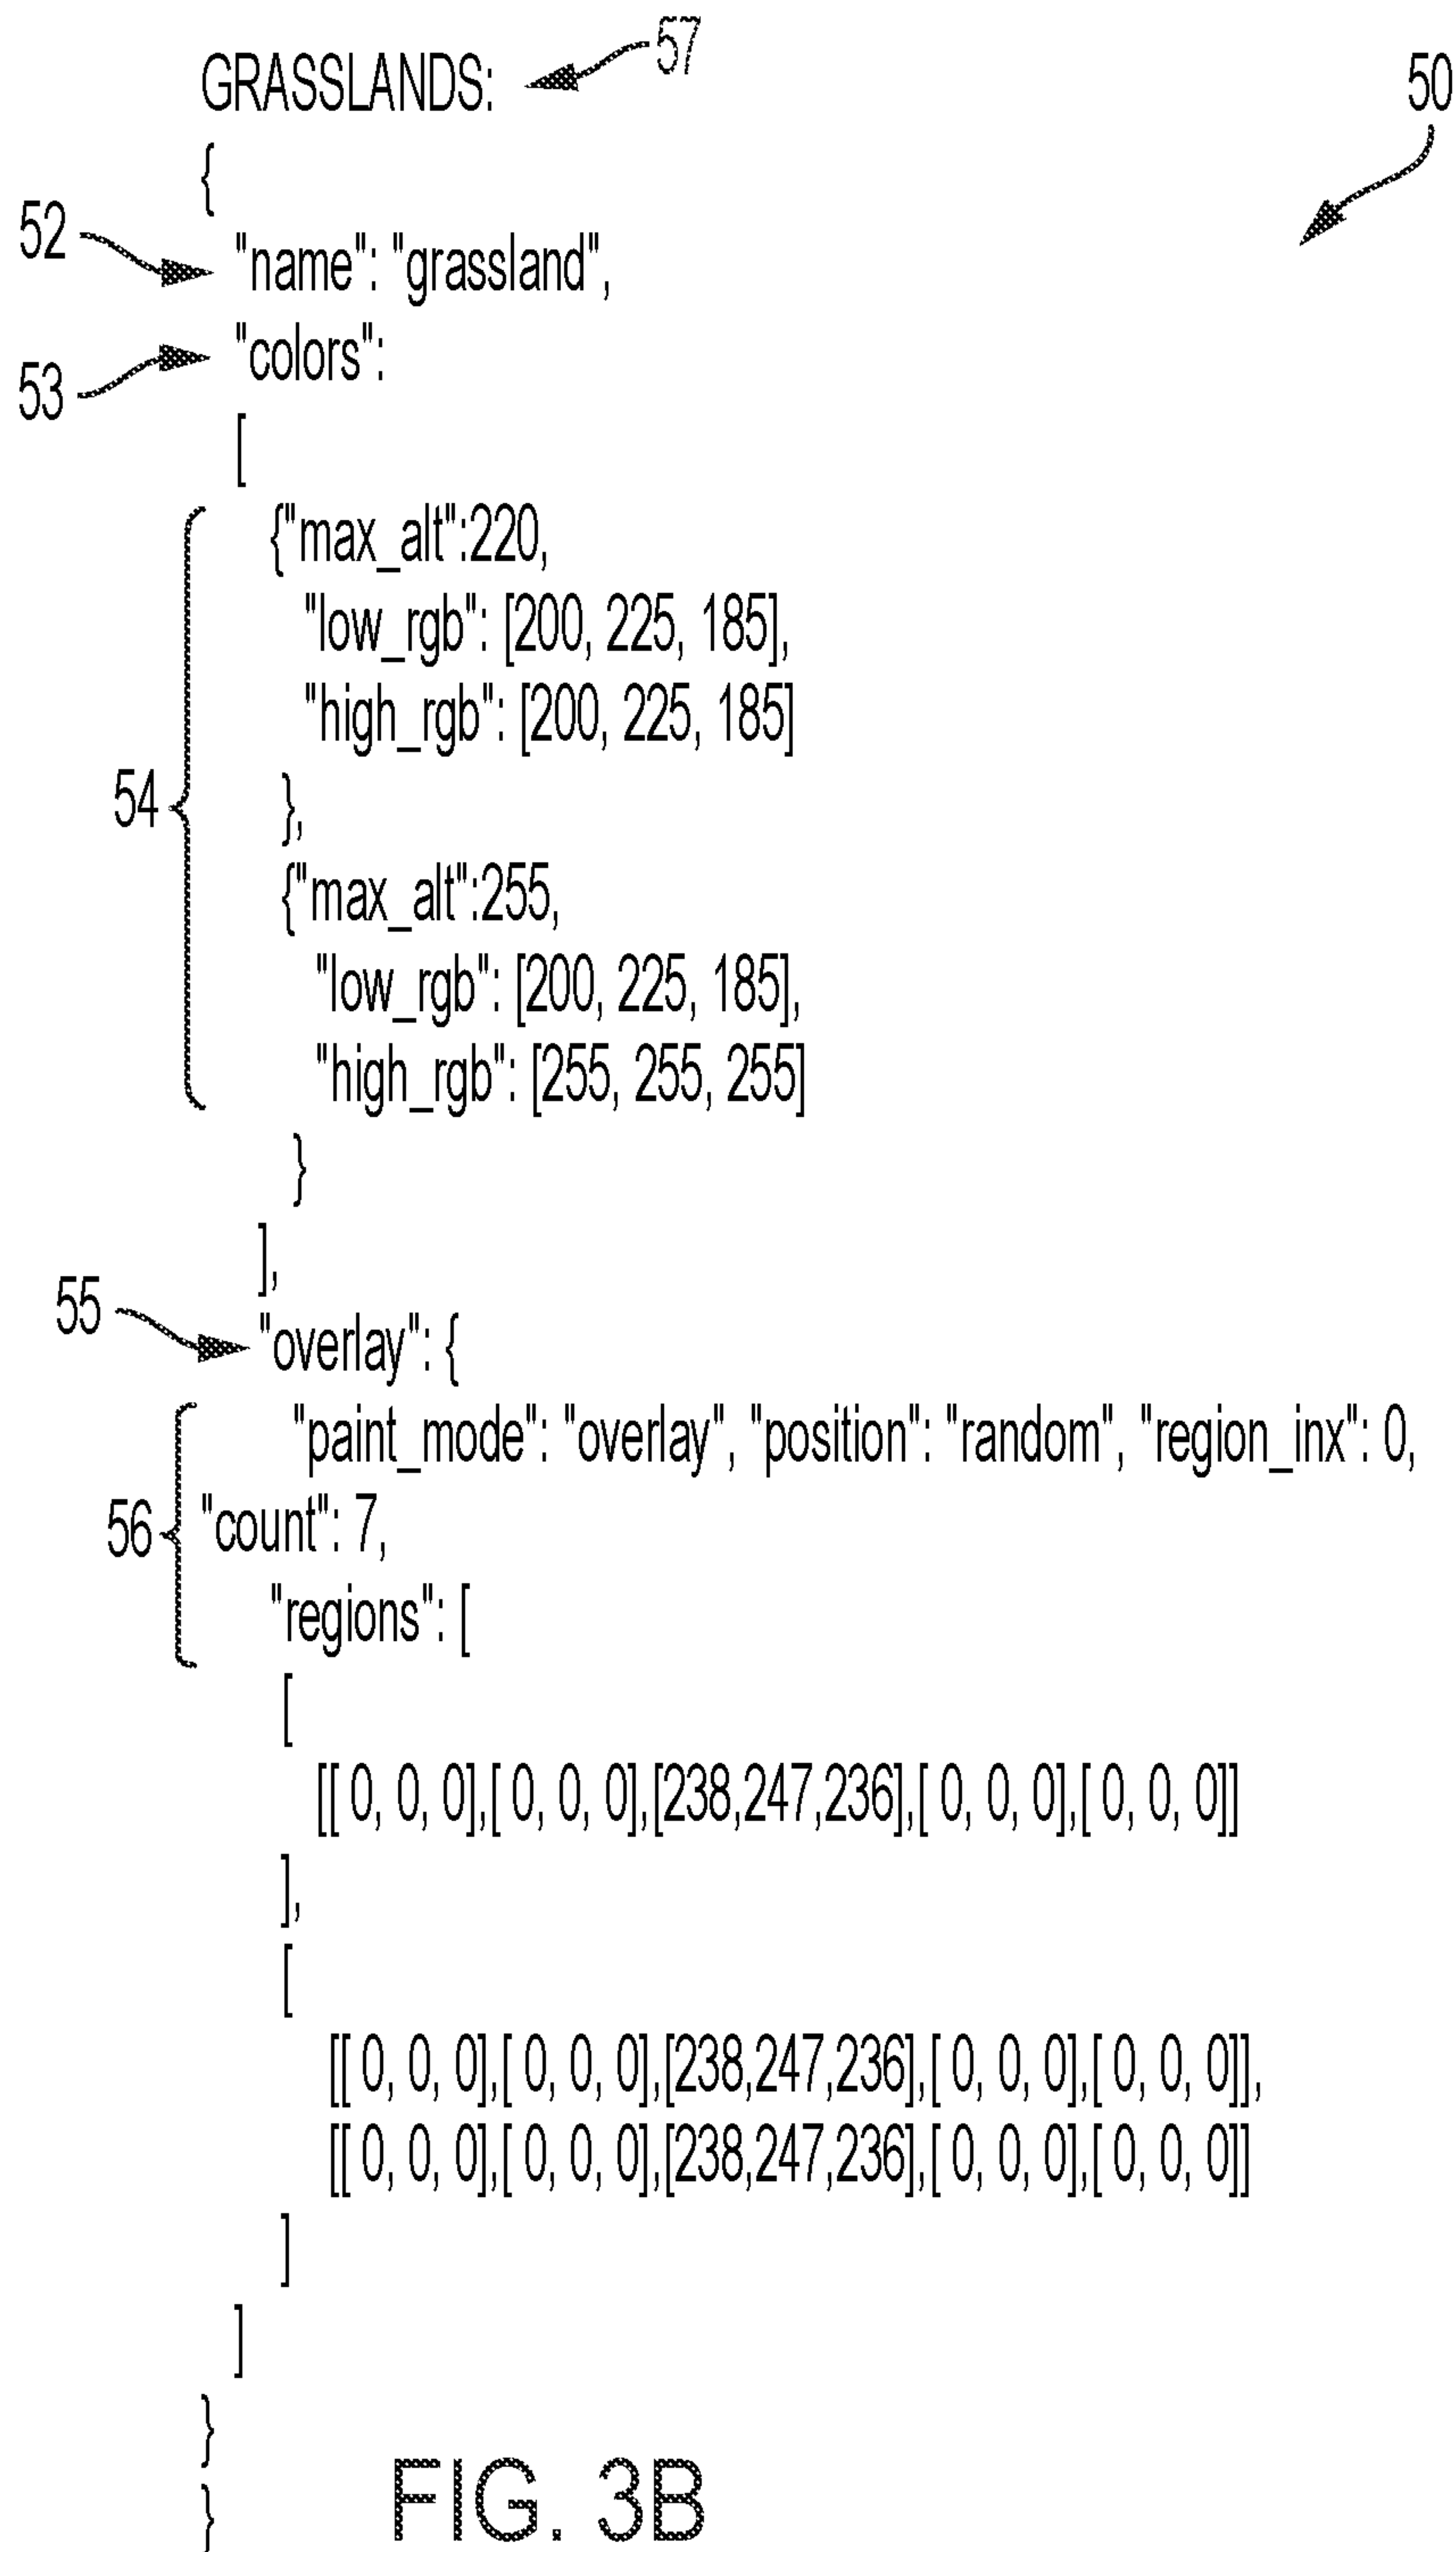 GRASSLANDS:
57
50
{
52
"name": "grassland",
"colors":
53
[
{"max_alt":220,
"low_rgb": [200, 225, 185],
"high_rgb": [200, 225, 185]
54
},
{"max_alt":255,
"low_rgb": [200, 225, 185],
"high_rgb": [255, 255, 255]
}
],
55
"overlay": {
"paint_mode": "overlay", "position": "random", "region_inx": 0,
56
"count": 7,
"regions": [
[
[[ 0, 0, 0],[ 0, 0, 0],[238,247,236],[ 0, 0, 0],[ 0, 0, 0]]
],
[
[[ 0, 0, 0],[ 0, 0, 0],[238,247,236],[ 0, 0, 0],[ 0, 0, 0]],
[[ 0, 0, 0],[ 0, 0, 0],[238,247,236],[ 0, 0, 0],[ 0, 0, 0]]
]
]
}
}
FIG. 3B